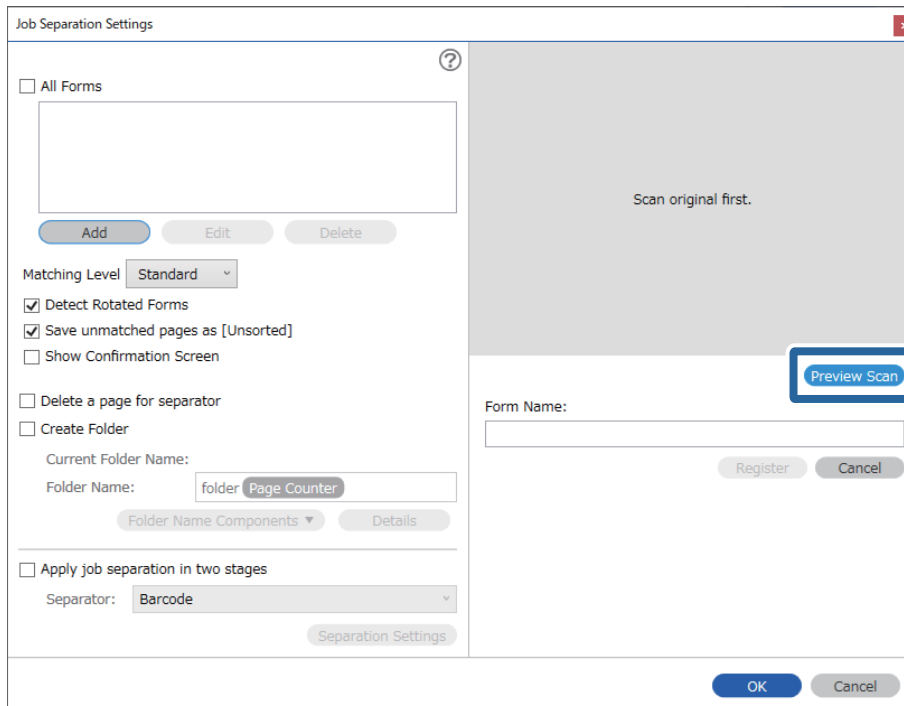 Job Separation Settings
?
All Forms
Add Edit Delete
Matching Level Standard
Detect Rotated Forms
Save unmatched pages as [Unsorted]
Show Confirmation Screen
Delete a page for separator
Create Folder
Current Folder Name:
Folder Name: folder Page Counter
Folder Name Components ▼ Details
Apply job separation in two stages
Separator: Barcode
Separation Settings
Scan original first.
Preview Scan
Form Name:
Register Cancel
OK Cancel